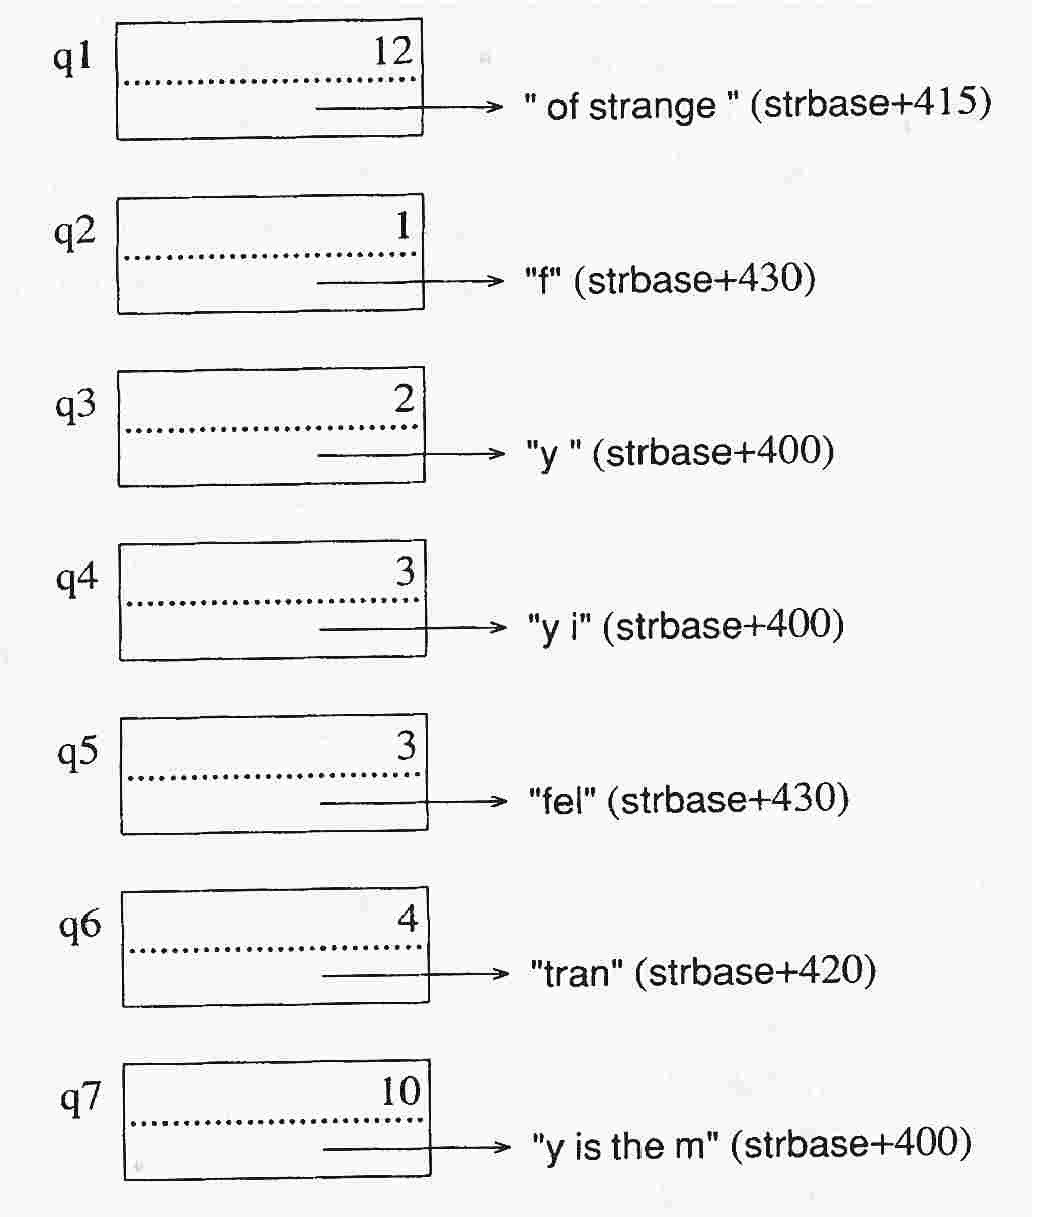 q1 12
" of strange " (strbase+415)
q2 1
"f" (strbase+430)
q3 2
"y " (strbase+400)
q4 3
"y i" (strbase+400)
q5 3
"fel" (strbase+430)
q6 4
"tran" (strbase+420)
q7 10
"y is the m" (strbase+400)